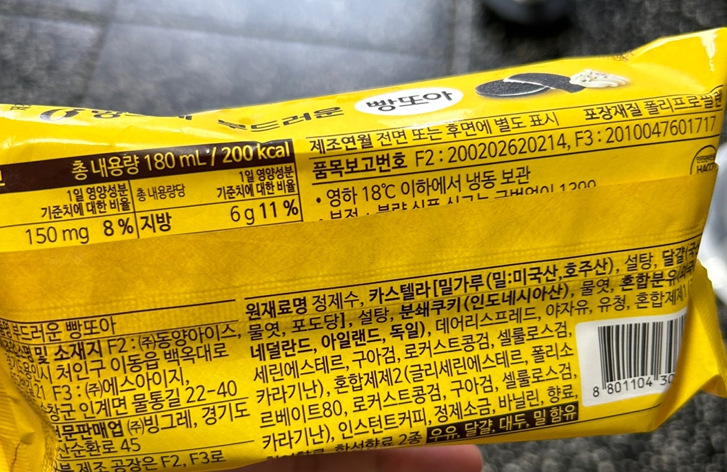 부드러운 빵또아
제조연월 전면 또는 후면에 별도 표시 포장재질 폴리프로필렌
총 내용량 180 mL / 200 kcal
품목보고번호 F2 : 200202620214, F3 : 2010047601717
1일 영양성분 기준치에 대한 비율 총 내용량당 1일 영양성분 기준치에 대한 비율
• 영하 18℃ 이하에서 냉동 보관
HACCP
150 mg 8 % 지방 6 g 11 %
원재료명 정제수, 카스텔라[밀가루(밀:미국산,호주산), 설탕, 달걀
부드러운 빵또아
물엿, 포도당], 설탕, 분쇄쿠키(인도네시아산), 물엿, 혼합분유
및 소재지 F2 : ㈜동양아이스,
네덜란드, 아일랜드, 독일), 데어리스프레드, 야자유, 유청, 혼합제제
처인구 이동읍 백옥대로
세린에스테르, 구아검, 로커스트콩검, 셀룰로스검,
F3 : ㈜에스아이지,
카라기난), 혼합제제2(글리세린에스테르, 폴리소
인계면 물통길 22-40
르베이트80, 로커스트콩검, 구아검, 셀룰로스검,
문판매업 ㈜빙그레, 경기도
카라기난), 인스턴트커피, 정제소금, 바닐린, 향료,
순환로 45
합성향료 2종 우유, 달걀, 대두, 밀 함유
제조 공장은 F2, F3로
8 801104 30